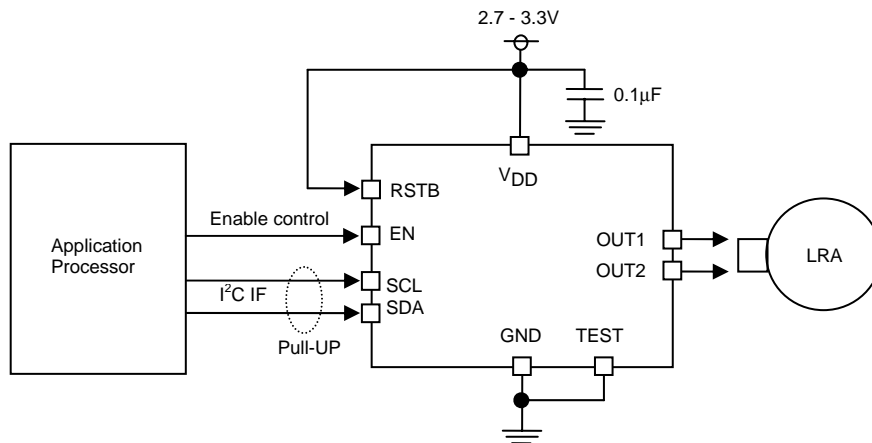 2.7 - 3.3V
0.1μF
VDD
RSTB
Enable control
EN
OUT1
Application
Processor
LRA
OUT2
SCL
I²C IF
SDA
Pull-UP
GND
TEST